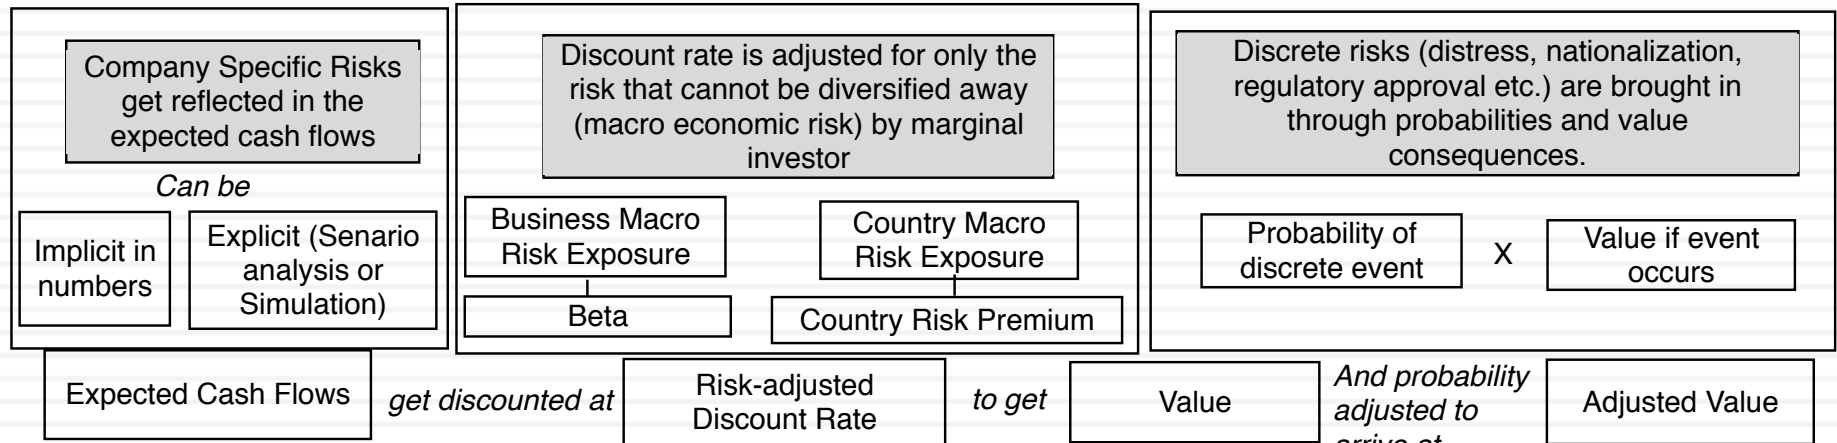 Company Specific Risks
get reflected in the
expected cash flows
Can be
Implicit in
numbers
Explicit (Senario
analysis or
Simulation)
Discount rate is adjusted for only the
risk that cannot be diversified away
(macro economic risk) by marginal
investor
Business Macro
Risk Exposure
Beta
Country Macro
Risk Exposure
Country Risk Premium
Discrete risks (distress, nationalization,
regulatory approval etc.) are brought in
through probabilities and value
consequences.
Probability of
discrete event
X
Value if event
occurs
Expected Cash Flows
get discounted at
Risk-adjusted
Discount Rate
to get
Value
And probability
adjusted to
arrive at
Adjusted Value